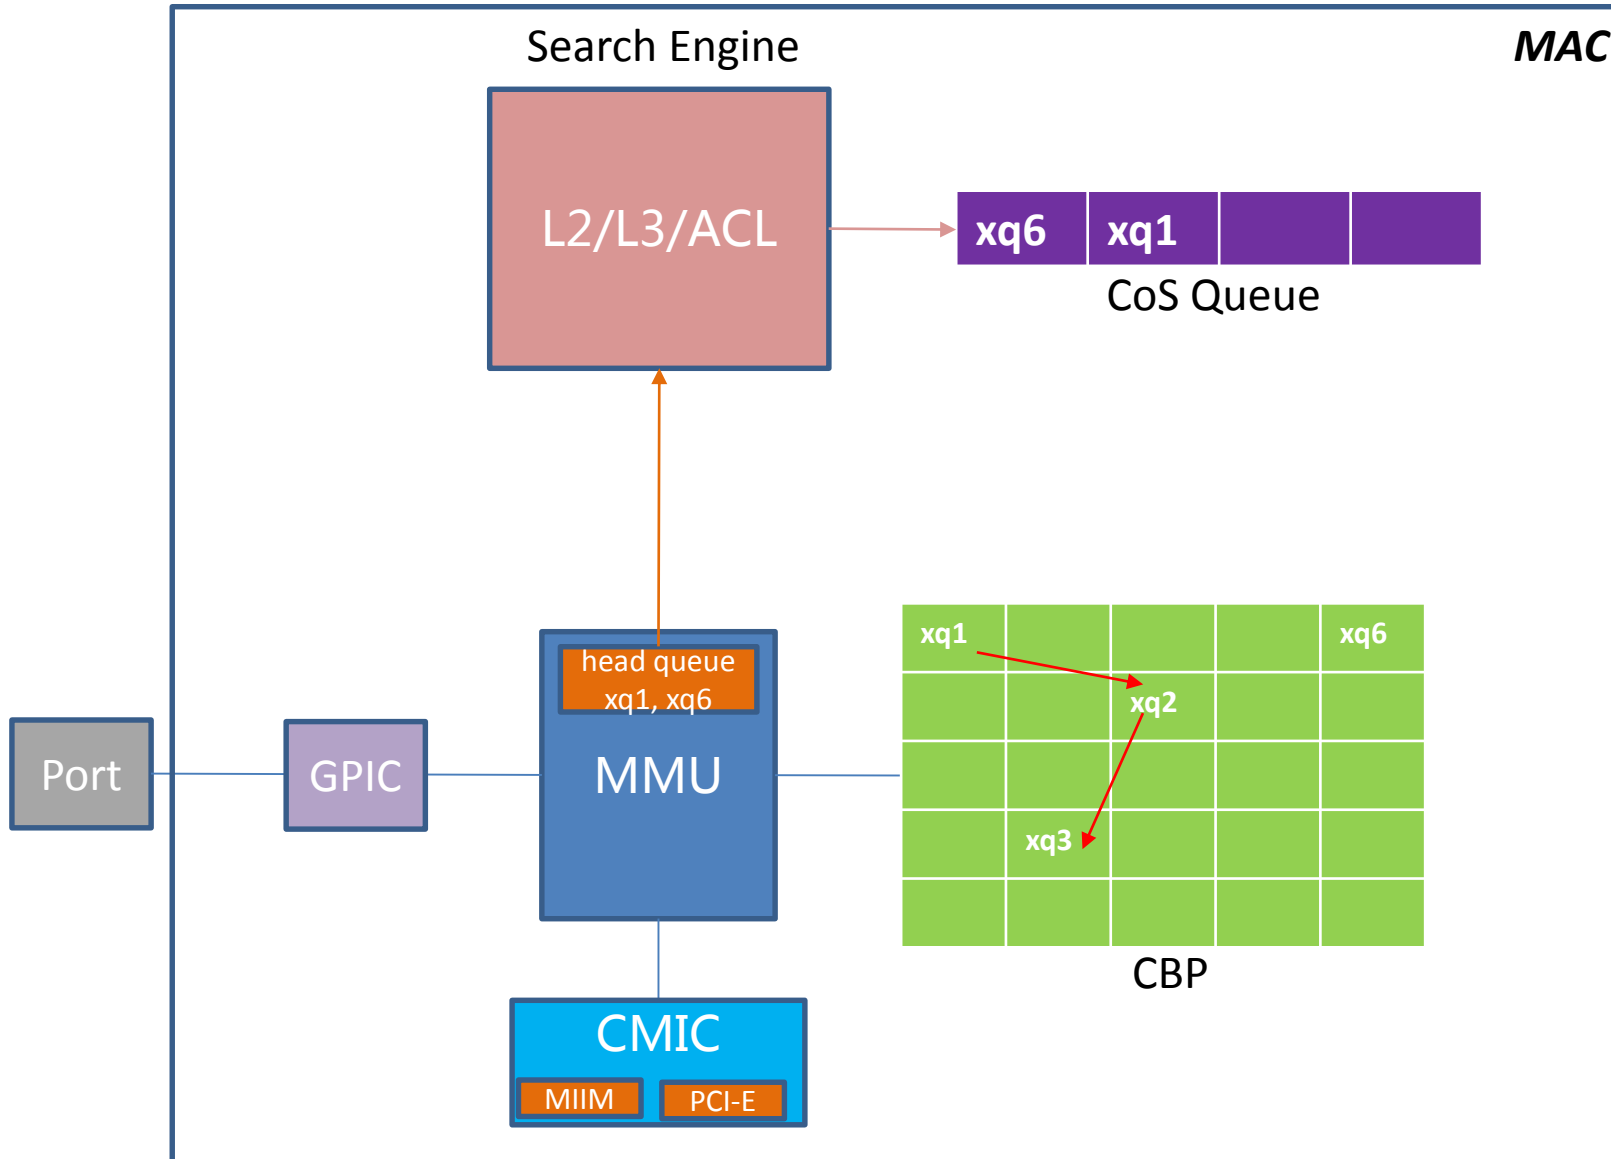 Search Engine
MAC
L2/L3/ACL
xq6
xq1
CoS Queue
head queue
xq1, xq6
MMU
Port
GPIC
xq1
xq6
xq2
xq3
CBP
CMIC
MIIM
PCI-E